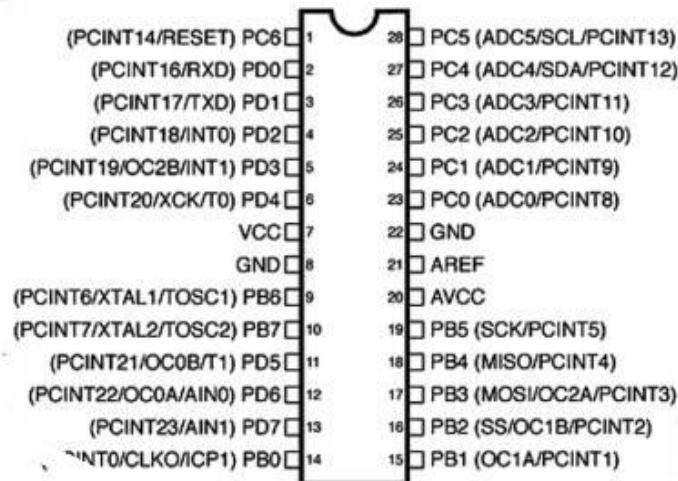 (PCINT14/RESET) PC6 1 28 PC5 (ADC5/SCL/PCINT13)
(PCINT16/RXD) PD0 2 27 PC4 (ADC4/SDA/PCINT12)
(PCINT17/TXD) PD1 3 26 PC3 (ADC3/PCINT11)
(PCINT18/INT0) PD2 4 25 PC2 (ADC2/PCINT10)
(PCINT19/OC2B/INT1) PD3 5 24 PC1 (ADC1/PCINT9)
(PCINT20/XCK/T0) PD4 6 23 PC0 (ADC0/PCINT8)
VCC 7 22 GND
GND 8 21 AREF
(PCINT6/XTAL1/TOSC1) PB6 9 20 AVCC
(PCINT7/XTAL2/TOSC2) PB7 10 19 PB5 (SCK/PCINT5)
(PCINT21/OC0B/T1) PD5 11 18 PB4 (MISO/PCINT4)
(PCINT22/OC0A/AIN0) PD6 12 17 PB3 (MOSI/OC2A/PCINT3)
(PCINT23/AIN1) PD7 13 16 PB2 (SS/OC1B/PCINT2)
INT0/CLKO/ICP1) PB0 14 15 PB1 (OC1A/PCINT1)